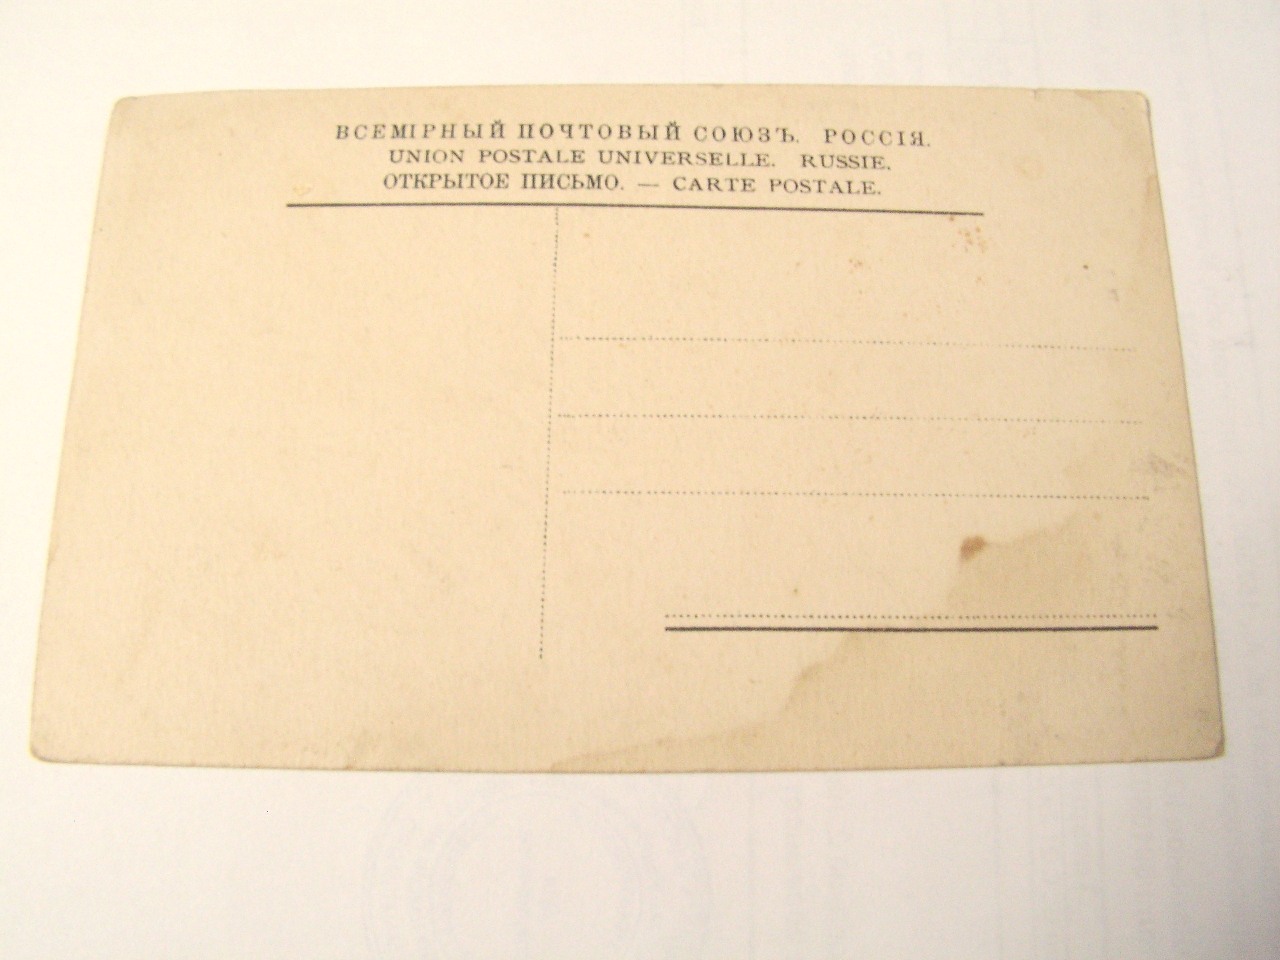 ВСЕМІРНЫЙ ПОЧТОВЫЙ СОЮЗЪ. РОССІЯ.
UNION POSTALE UNIVERSELLE. RUSSIE.
ОТКРЫТОЕ ПИСЬМО. — CARTE POSTALE.